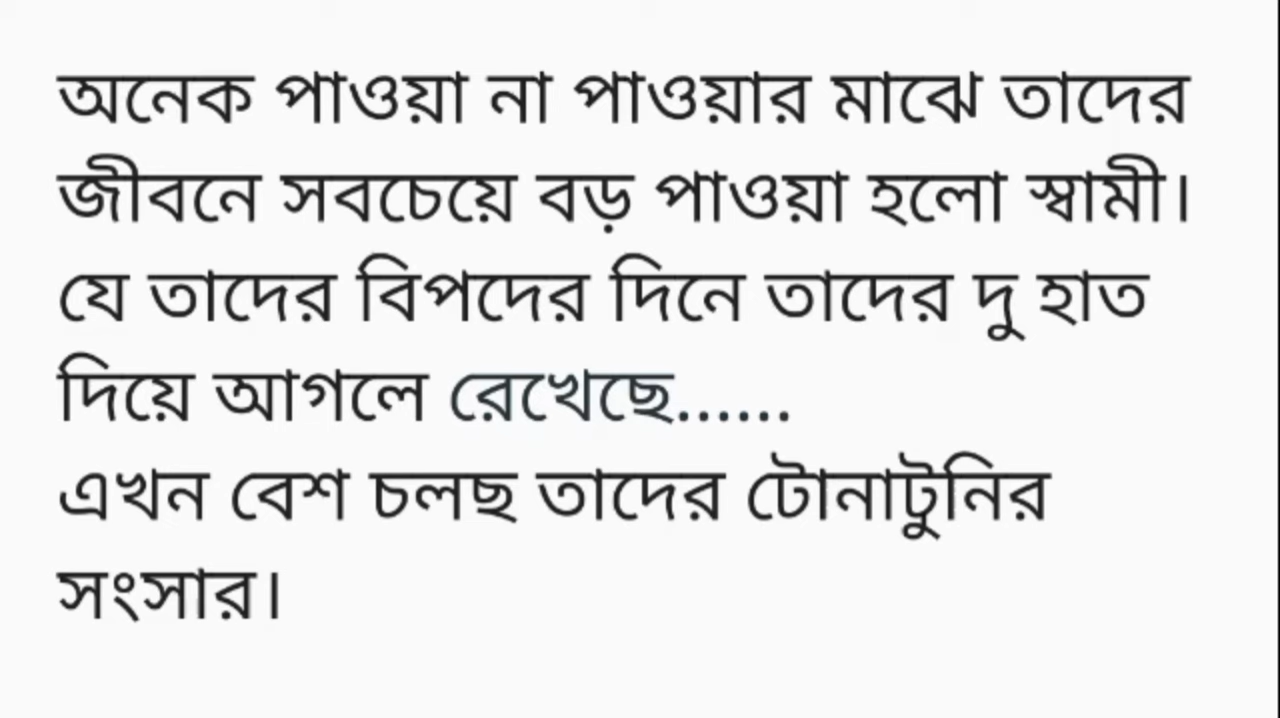 অনেক পাওয়া না পাওয়ার মাঝে তাদের
জীবনে সবচেয়ে বড় পাওয়া হলো স্বামী।
যে তাদের বিপদের দিনে তাদের দু হাত
দিয়ে আগলে রেখেছে......
এখন বেশ চলছ তাদের টোনাটুনির
সংসার।